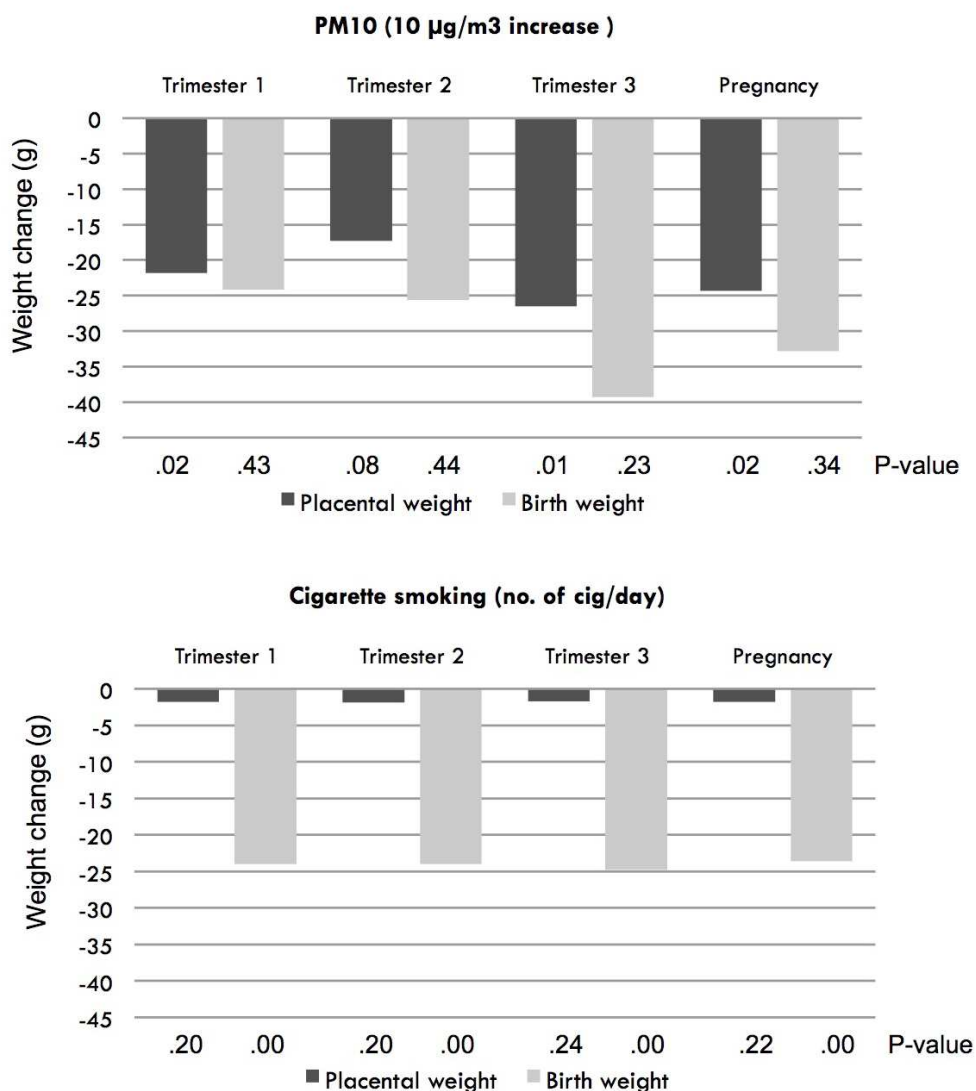 PM10 (10 µg/m3 increase )
Trimester 1 Trimester 2 Trimester 3 Pregnancy
Weight change (g)
0
-5
-10
-15
-20
-25
-30
-35
-40
-45
.02 .43 .08 .44 .01 .23 .02 .34 P-value
Placental weight Birth weight
Cigarette smoking (no. of cig/day)
Trimester 1 Trimester 2 Trimester 3 Pregnancy
Weight change (g)
0
-5
-10
-15
-20
-25
-30
-35
-40
-45
.20 .00 .20 .00 .24 .00 .22 .00 P-value
Placental weight Birth weight